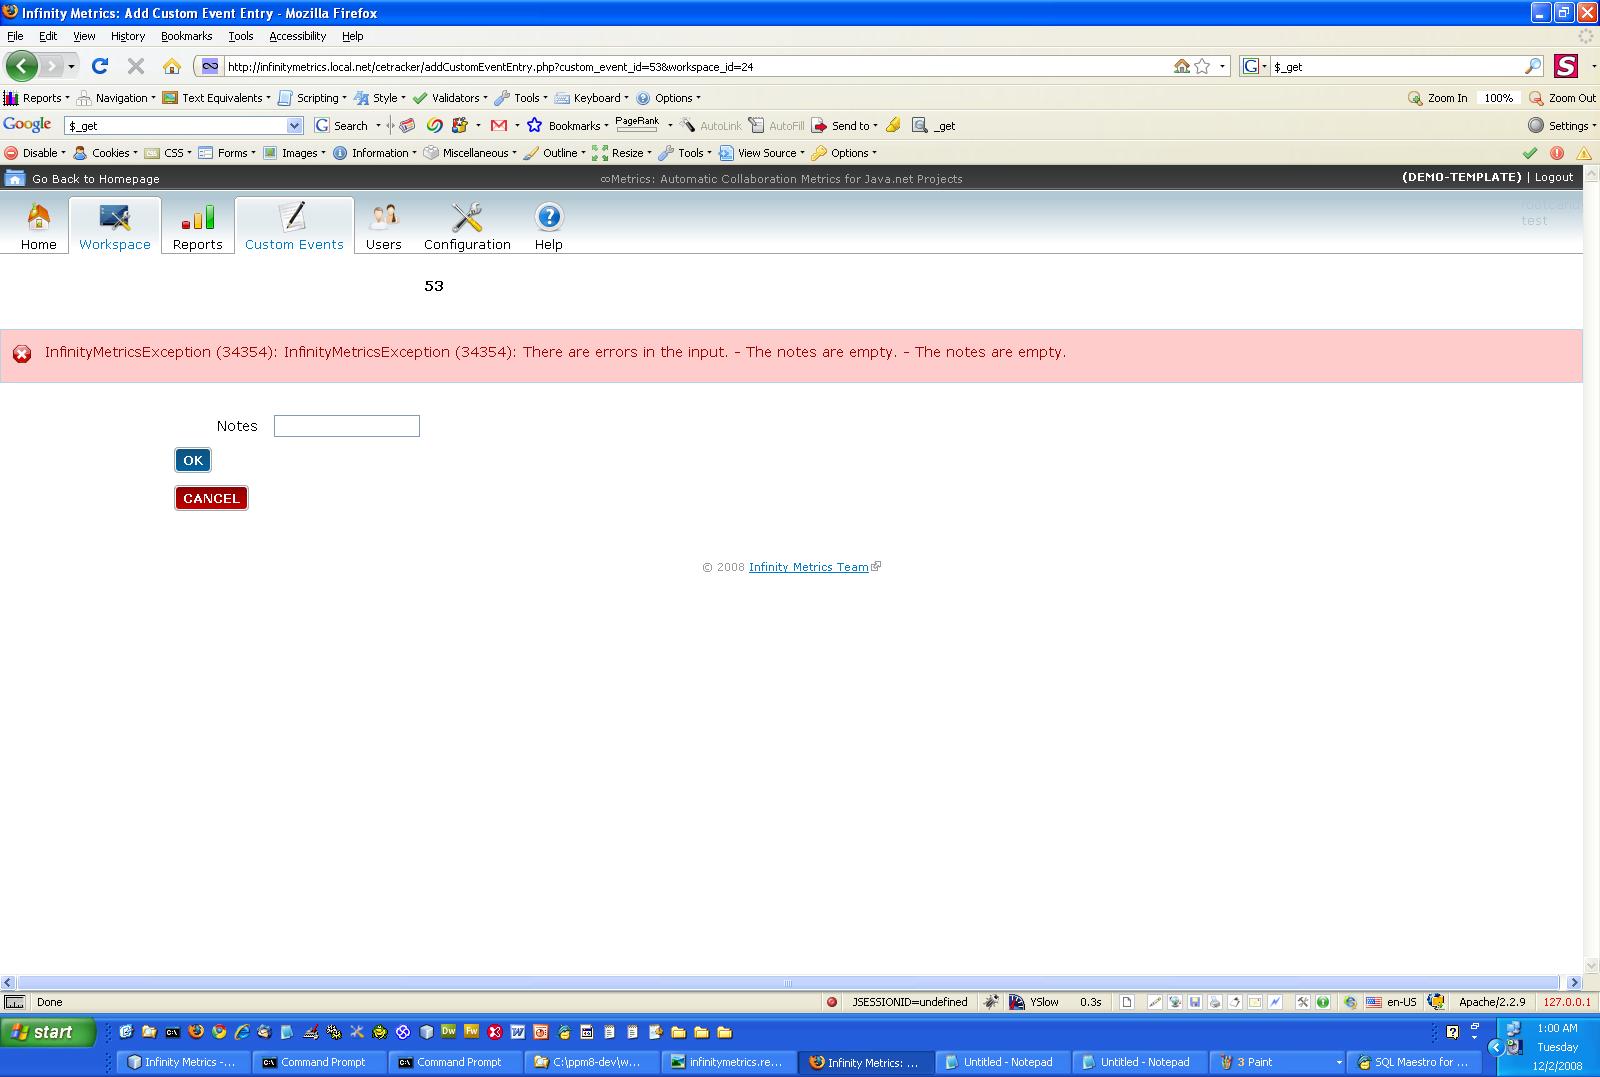 Infinity Metrics: Add Custom Event Entry - Mozilla Firefox
File Edit View History Bookmarks Tools Accessibility Help
http://infinitymetrics.local.net/cetracker/addCustomEventEntry.php?custom_event_id=53&workspace_id=24
G $_get S
Reports Navigation Text Equivalents Scripting Style Validators Tools Keyboard Options Zoom In 100% Zoom Out
Google $_get G Search Bookmarks PageRank AutoLink AutoFill Send to _get Settings
Disable Cookies CSS Forms Images Information Miscellaneous Outline Resize Tools View Source Options
Go Back to Homepage ∞Metrics: Automatic Collaboration Metrics for Java.net Projects (DEMO-TEMPLATE) | Logout
test
Home Workspace Reports Custom Events Users Configuration Help
53
InfinityMetricsException (34354): InfinityMetricsException (34354): There are errors in the input. - The notes are empty. - The notes are empty.
Notes
OK
CANCEL
© 2008 Infinity Metrics Team
Done JSESSIONID=undefined YSlow 0.3s en-US Apache/2.2.9 127.0.0.1
start 1:00 AM
Tuesday
12/2/2008
Infinity Metrics -... Command Prompt Command Prompt C:\ppm8-dev\w... infinitymetrics.re... Infinity Metrics: ... Untitled - Notepad Untitled - Notepad 3 Paint SQL Maestro for ...